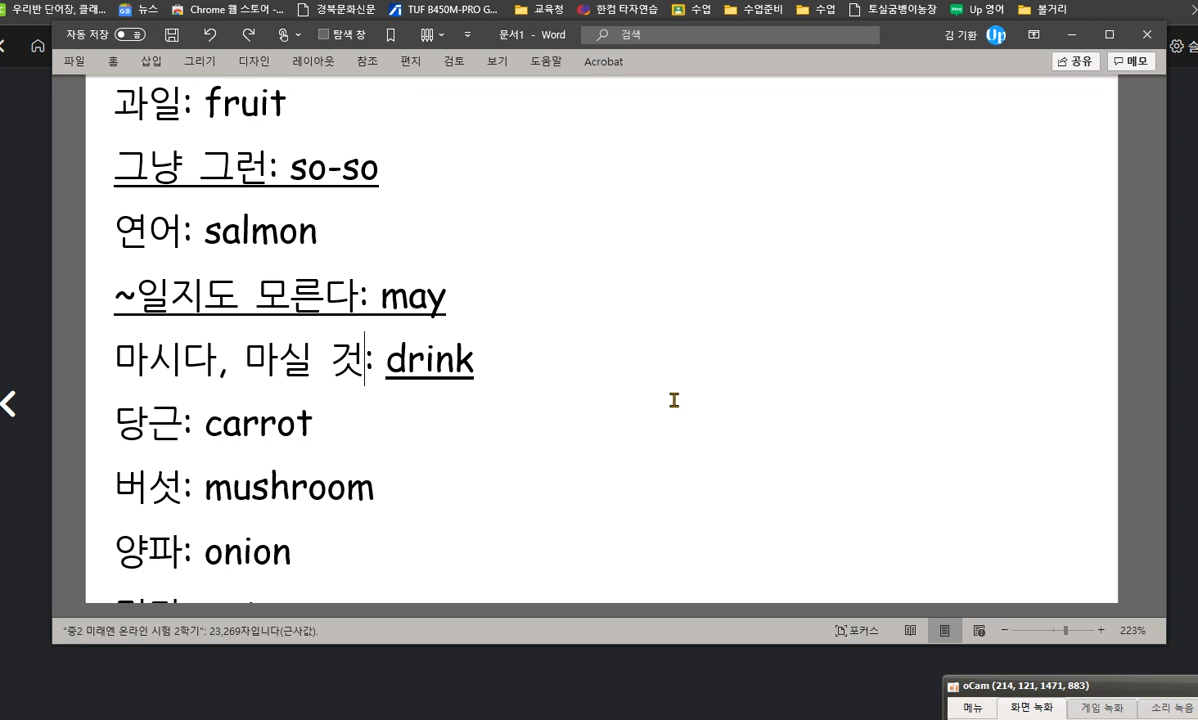 우리반 단어장, 클래... 뉴스 Chrome 웹 스토어 -... 경북문화신문 TUF B450M-PRO G... 교육청 한컴 타자연습 수업 수업준비 수업 토실굼벵이농장 Up 영어 볼거리
자동 저장 끔 탐색 창 문서1 - Word 검색 김 기환 Up
파일 홈 삽입 그리기 디자인 레이아웃 참조 편지 검토 보기 도움말 Acrobat 공유 메모
과일: fruit
그냥 그런: so-so
연어: salmon
~일지도 모른다: may
마시다, 마실 것: drink
당근: carrot
버섯: mushroom
양파: onion
"중2 미래엔 온라인 시험 2학기": 23,269자입니다(근사값). 포커스 223%
oCam (214, 121, 1471, 883)
메뉴 화면 녹화 게임 녹화 소리 녹음